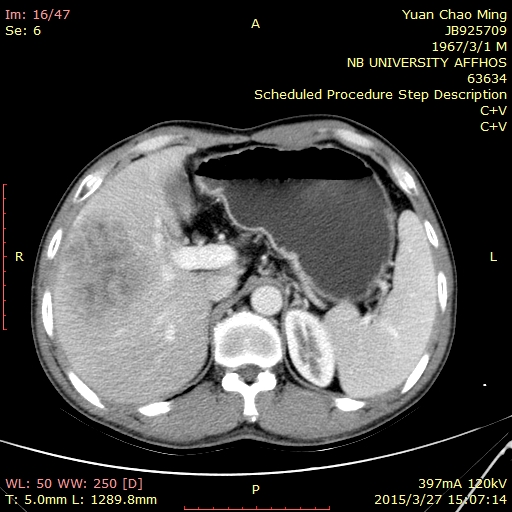 Im: 16/47
Se: 6
A
Yuan Chao Ming
JB925709
1967/3/1 M
NB UNIVERSITY AFFHOS
63634
Scheduled Procedure Step Description
C+V
C+V
R
L
WL: 50 WW: 250 [D]
T: 5.0mm L: 1289.8mm
P
397mA 120kV
2015/3/27 15:07:14